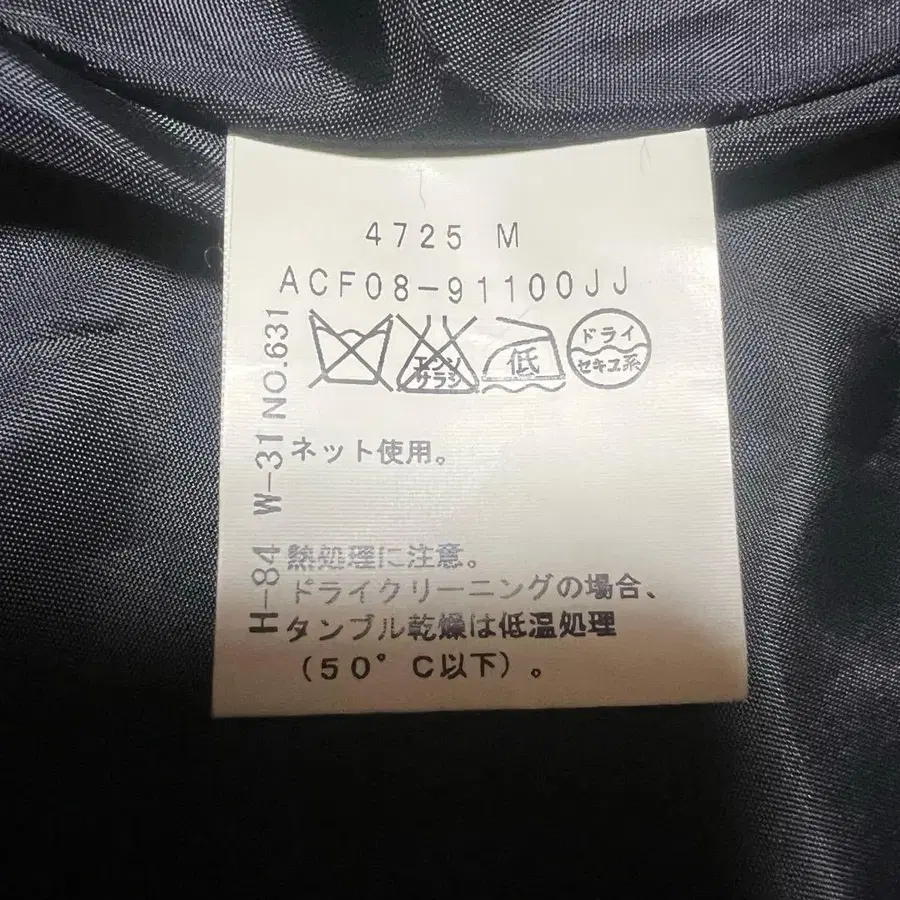 4725 M
ACF08-91100JJ
エンソ
サラシ
低
ドライ
セキユ系
ネット使用。
熱処理に注意。
ドライクリーニングの場合、
タンブル乾燥は低温処理
(50°C以下)。
H-84 W-31 NO.631